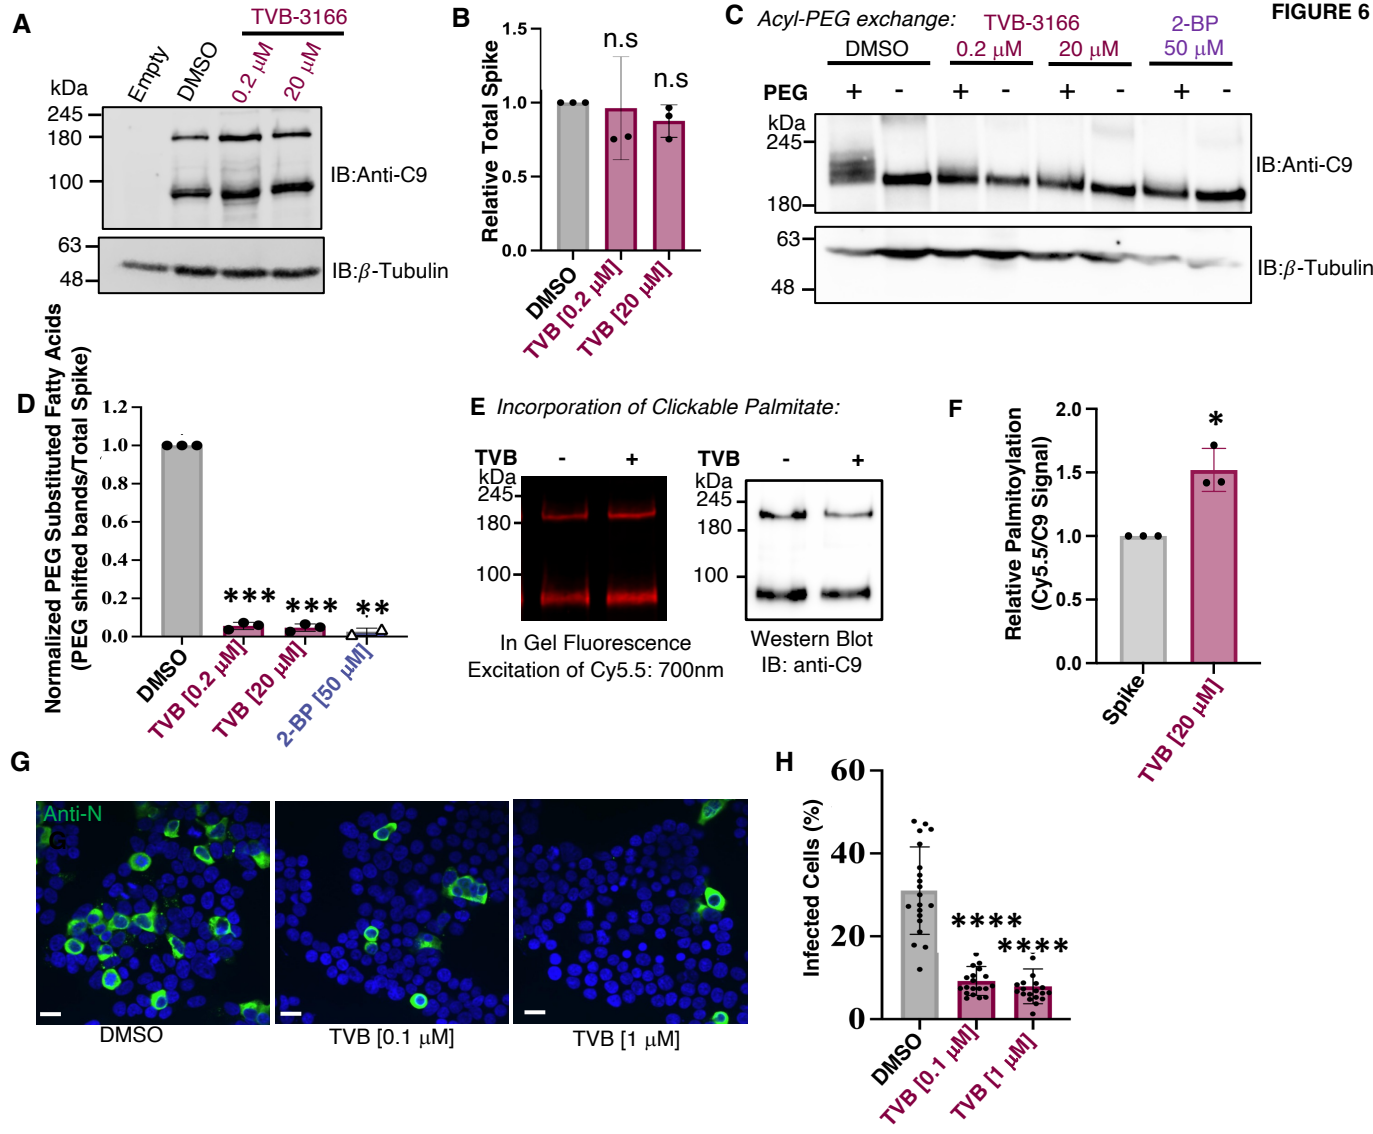 FIGURE 6
A
TVB-3166
kDa
Empty
DMSO
0.2 µM
20 µM
245
180
100
IB:Anti-C9
63
48
IB:β-Tubulin
B
Relative Total Spike
1.5
1.0
0.5
0.0
n.s
n.s
DMSO
TVB [0.2 µM]
TVB [20 µM]
C
Acyl-PEG exchange:
TVB-3166
2-BP
DMSO
0.2 µM
20 µM
50 µM
PEG + - + - + - + -
kDa
245
180
IB:Anti-C9
63
48
IB:β-Tubulin
D
Normalized PEG Substituted Fatty Acids
(PEG shifted bands/Total Spike)
1.2
1.0
0.8
0.6
0.4
0.2
0.0
***
***
**
DMSO
TVB [0.2 µM]
TVB [20 µM]
2-BP [50 µM]
E
Incorporation of Clickable Palmitate:
TVB - +
kDa
245
180
100
In Gel Fluorescence
Excitation of Cy5.5: 700nm
TVB - +
kDa
245
180
100
Western Blot
IB: anti-C9
F
Relative Palmitoylation
(Cy5.5/C9 Signal)
2.0
1.5
1.0
0.5
0.0
*
Spike
TVB [20 µM]
G
Anti-N
G
DMSO
TVB [0.1 µM]
TVB [1 µM]
H
Infected Cells (%)
60
40
20
0
****
****
DMSO
TVB [0.1 µM]
TVB [1 µM]